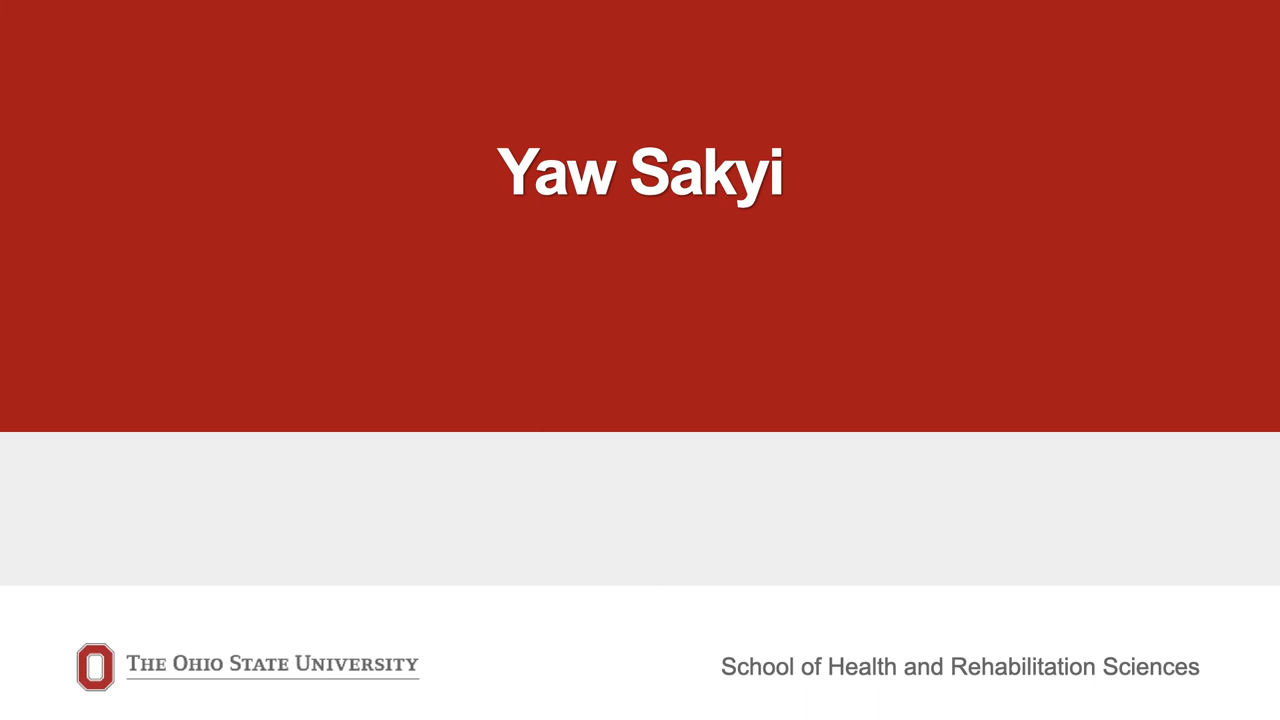 Yaw Sakyi
THE OHIO STATE UNIVERSITY
School of Health and Rehabilitation Sciences